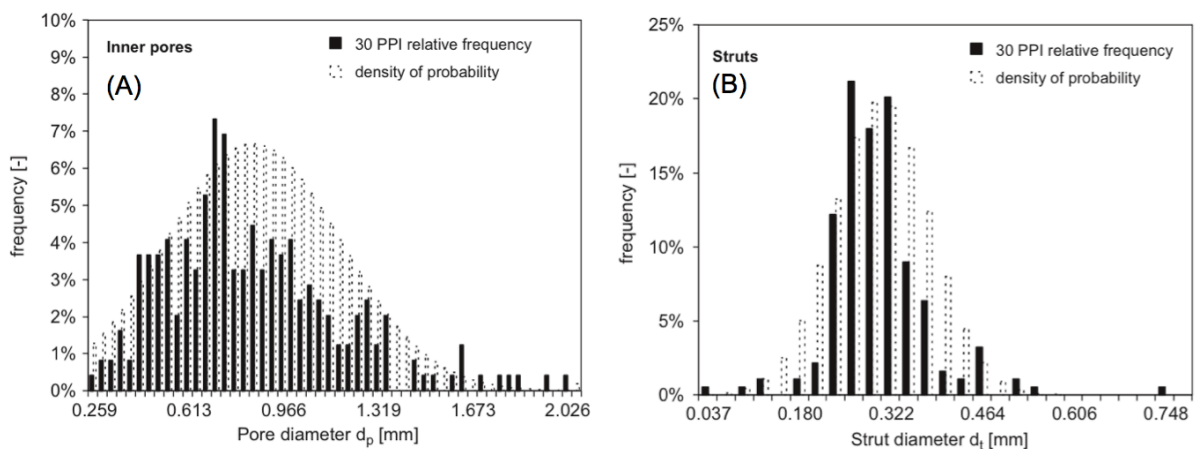 Inner pores
(A)
30 PPI relative frequency
density of probability
frequency [-]
10%
9%
8%
7%
6%
5%
4%
3%
2%
1%
0%
0.259 0.613 0.966 1.319 1.673 2.026
Pore diameter dp [mm]
Struts
(B)
30 PPI relative frequency
density of probability
frequency [-]
25%
20%
15%
10%
5%
0%
0.037 0.180 0.322 0.464 0.606 0.748
Strut diameter dt [mm]